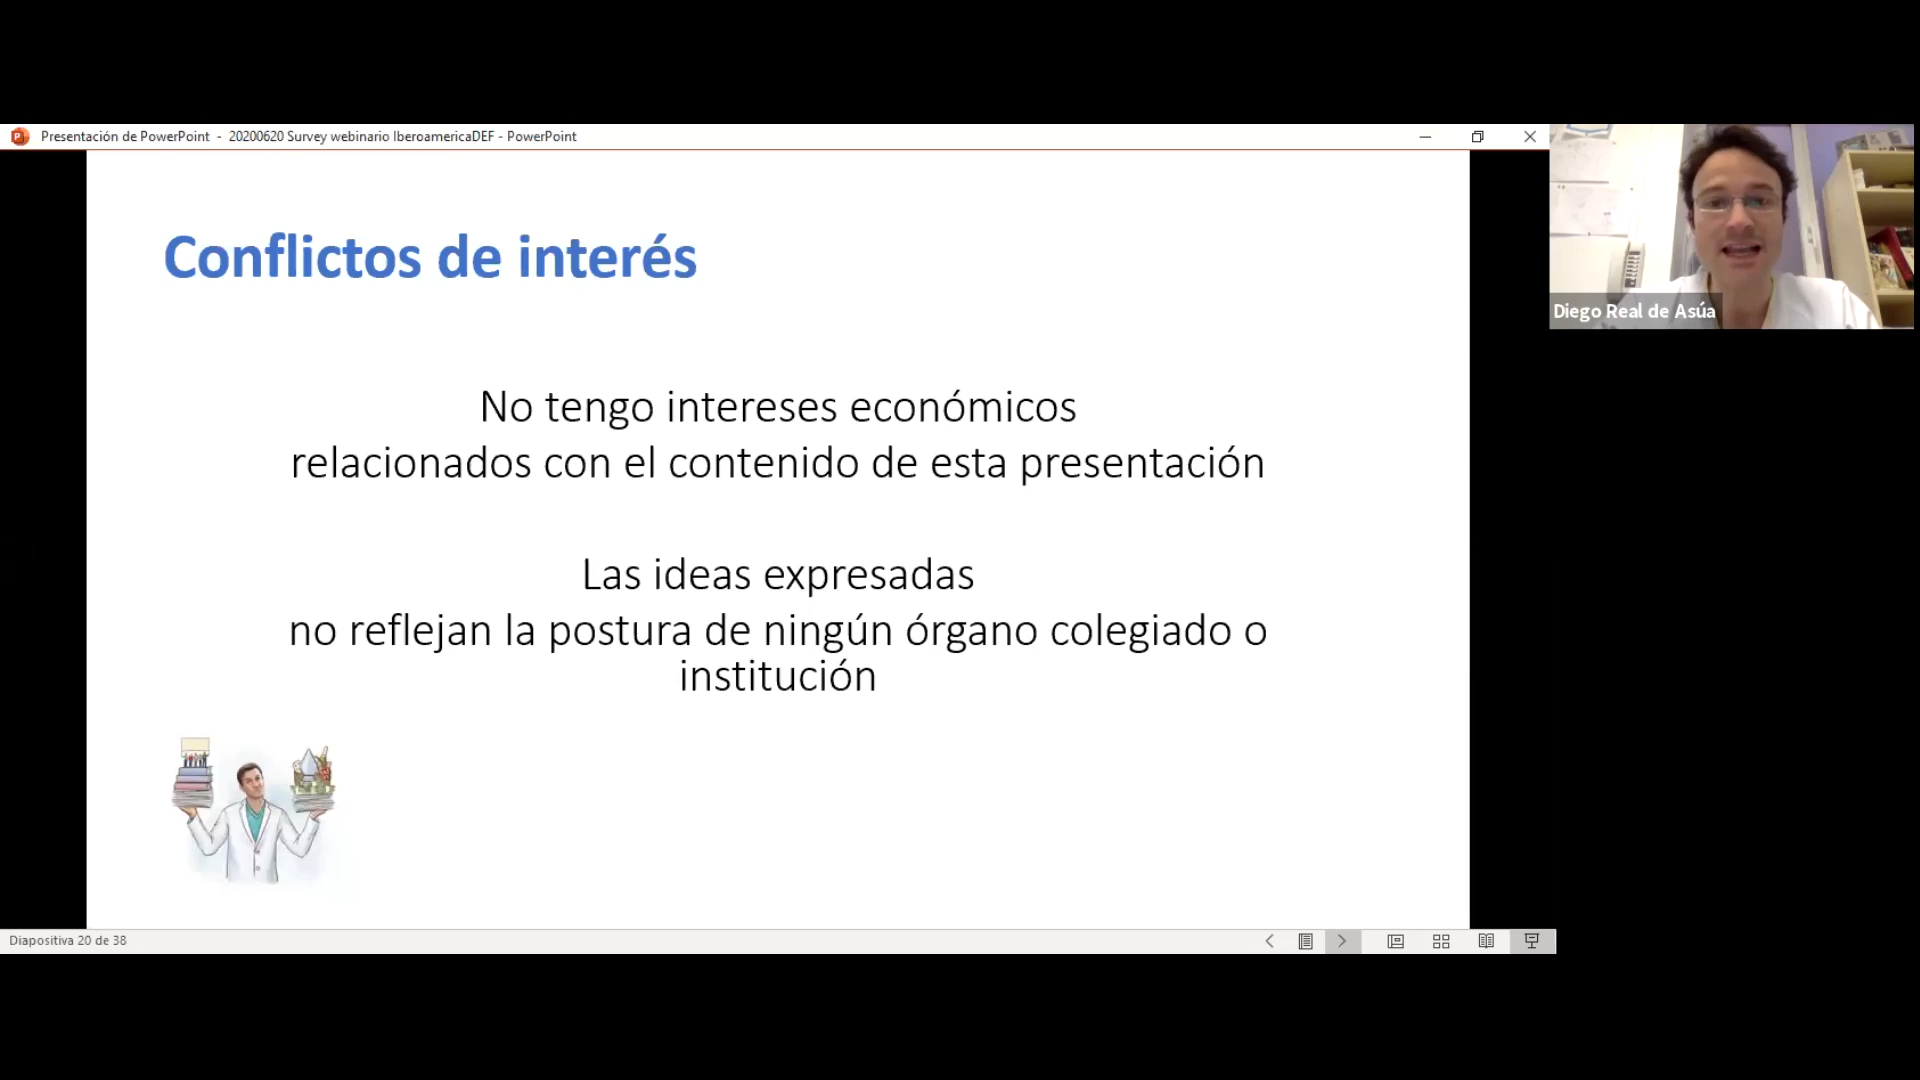 Presentación de PowerPoint - 20200620 Survey webinario IberoamericaDEF - PowerPoint
Conflictos de interés
No tengo intereses económicos
relacionados con el contenido de esta presentación
Las ideas expresadas
no reflejan la postura de ningún órgano colegiado o
institución
Diego Real de Asúa
Diapositiva 20 de 38